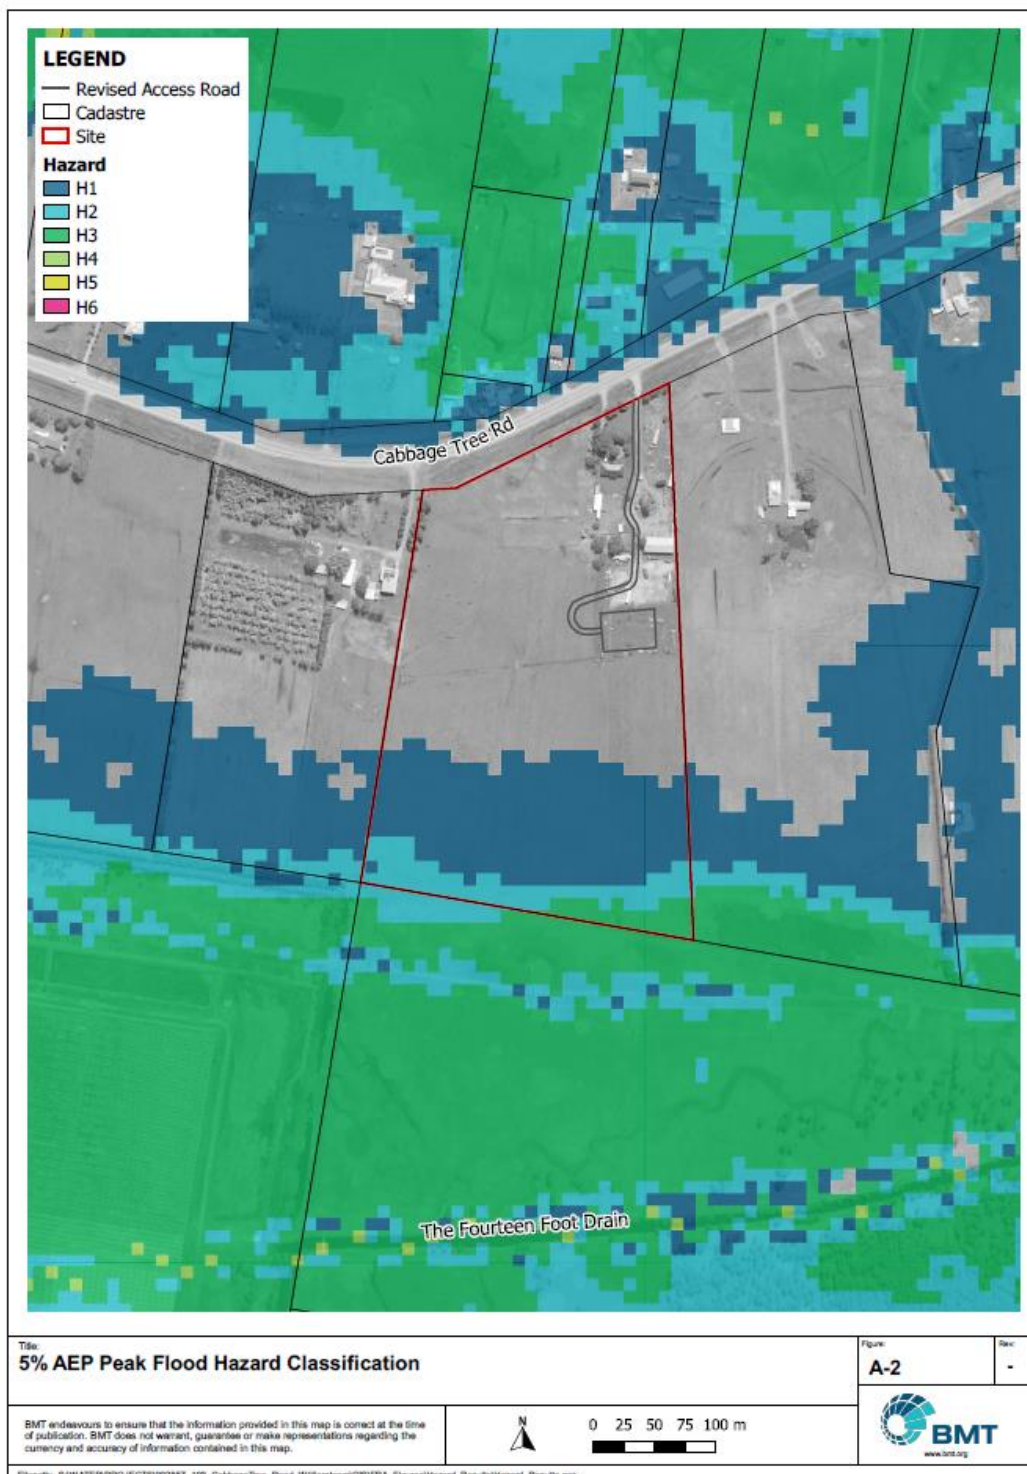 LEGEND
Revised Access Road
Cadastre
Site
Hazard
H1
H2
H3
H4
H5
H6
Cabbage Tree Rd
The Fourteen Foot Drain
Title:
5% AEP Peak Flood Hazard Classification
Figure:
A-2
Rev:
-
BMT endeavours to ensure that the information provided in this map is correct at the time
of publication. BMT does not warrant, guarantee or make representations regarding the
currency and accuracy of information contained in this map.
N
0 25 50 75 100 m
BMT
www.bmt.org